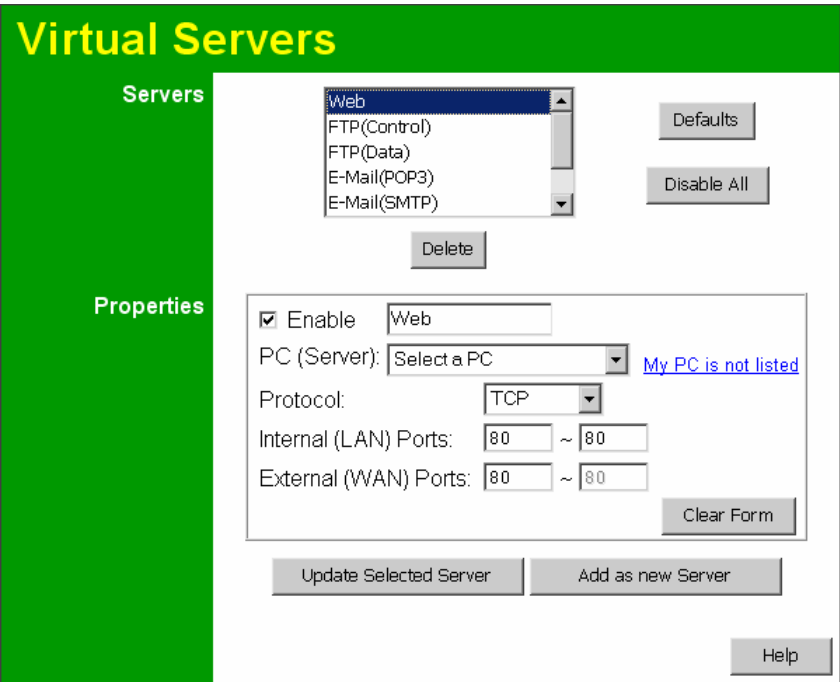 Virtual Servers
Servers
Web
FTP(Control)
FTP(Data)
E-Mail(POP3)
E-Mail(SMTP)
Defaults
Disable All
Delete
Properties
Enable Web
PC (Server): Select a PC My PC is not listed
Protocol: TCP
Internal (LAN) Ports: 80 ~ 80
External (WAN) Ports: 80 ~ 80
Clear Form
Update Selected Server Add as new Server
Help